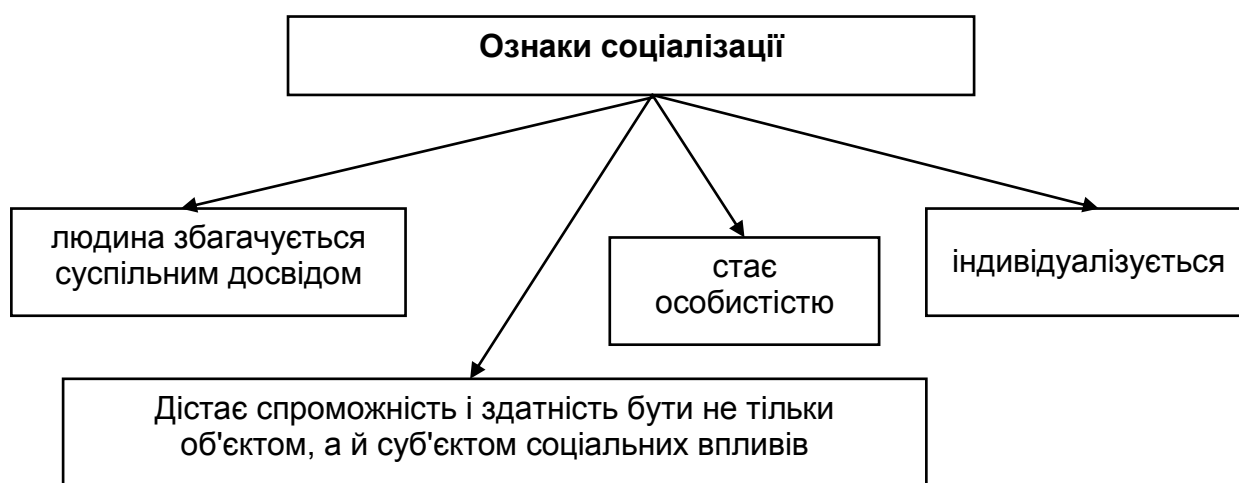 Ознаки соціалізації
людина збагачується
суспільним досвідом
стає
особистістю
індивідуалізується
Дістає спроможність і здатність бути не тільки
об'єктом, а й суб'єктом соціальних впливів